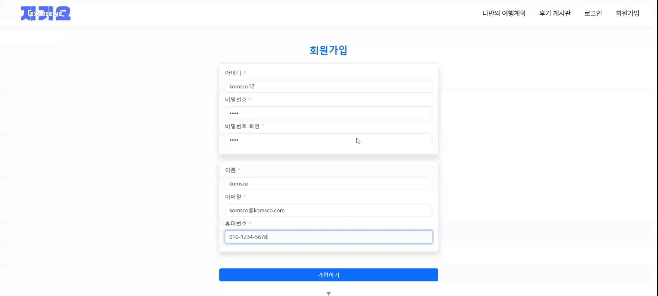 나만의 여행계획
후기 게시판
로그인
회원가입
회원가입
아이디 *
komsco12
비밀번호 *
••••
비밀번호 확인 *
••••
이름 *
komsco
이메일 *
komsco@komsco.com
휴대번호 *
010-1234-5678
가입하기
▼